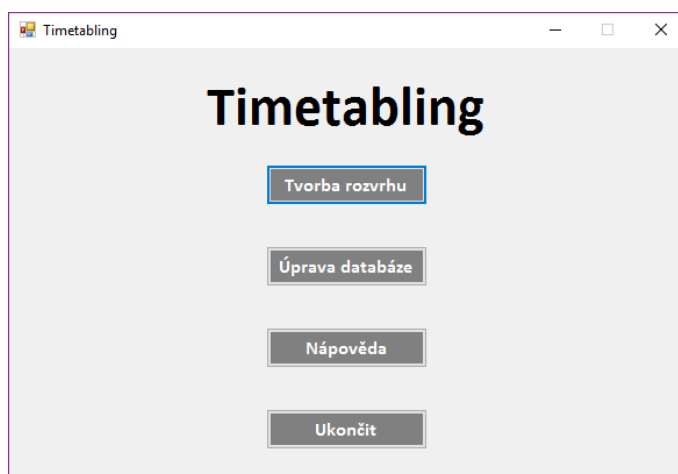 Timetabling
Timetabling
Tvorba rozvrhu
Úprava databáze
Nápověda
Ukončit